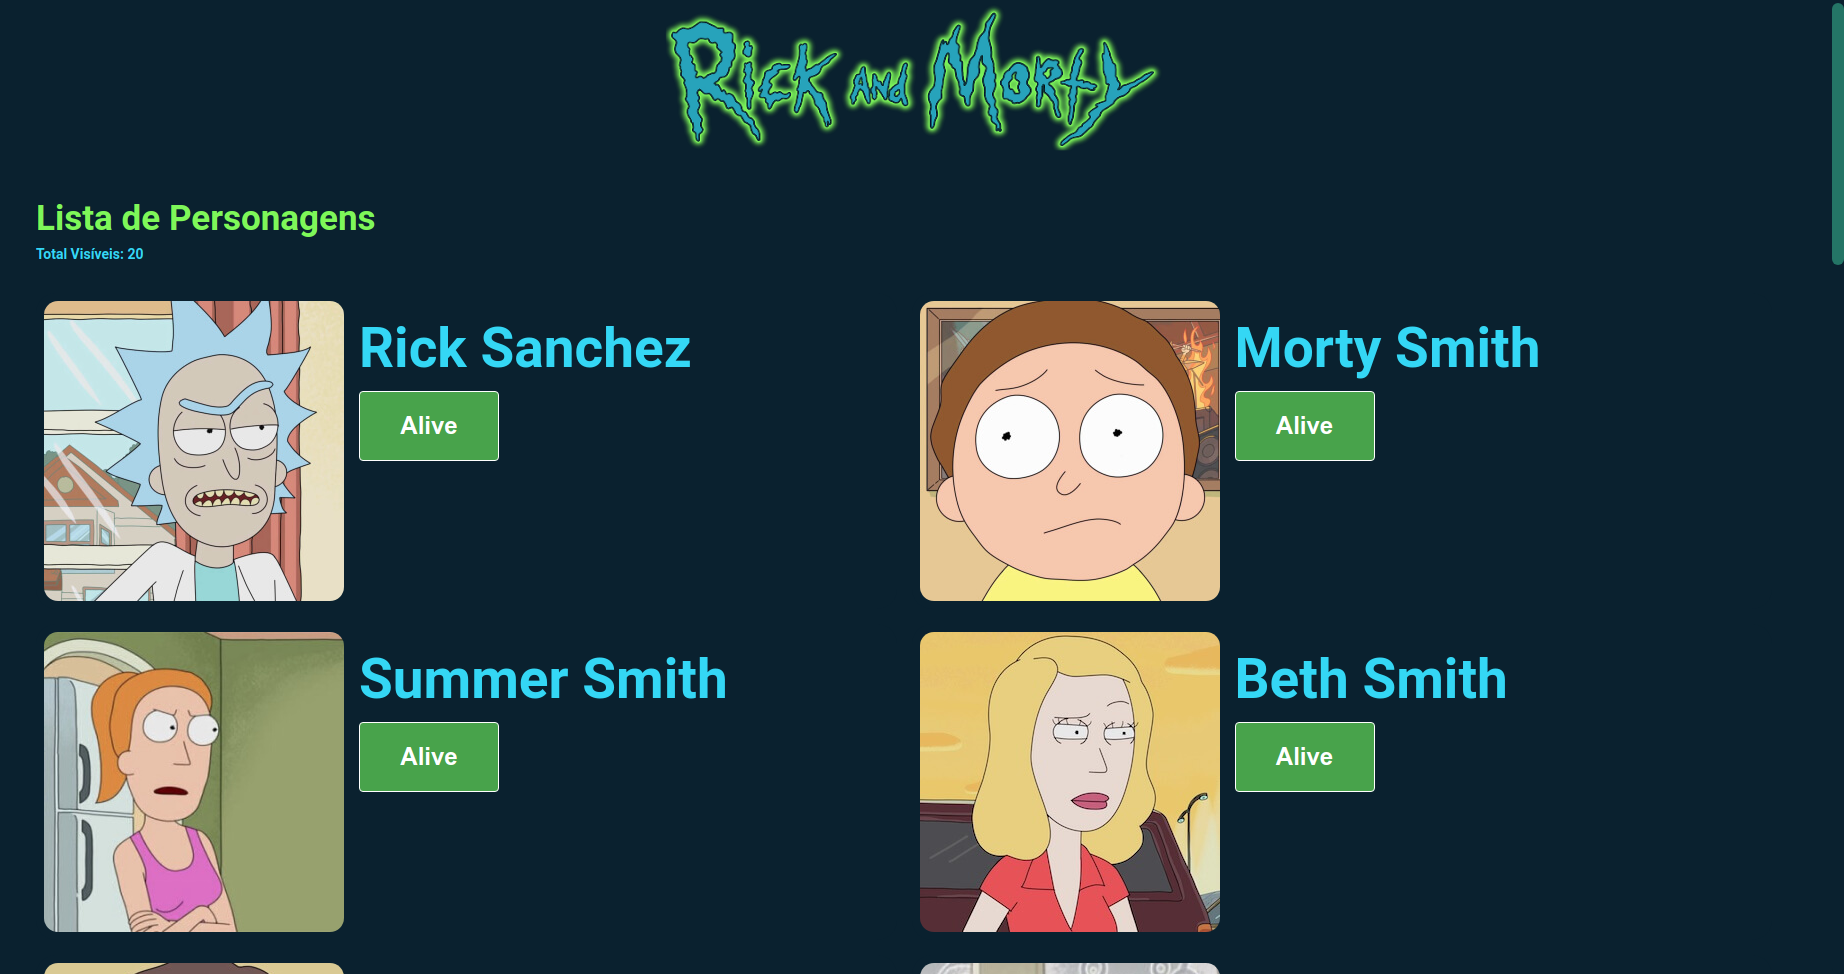 Rick and Morty
Lista de Personagens
Total Visíveis: 20
Rick Sanchez
Alive
Morty Smith
Alive
Summer Smith
Alive
Beth Smith
Alive